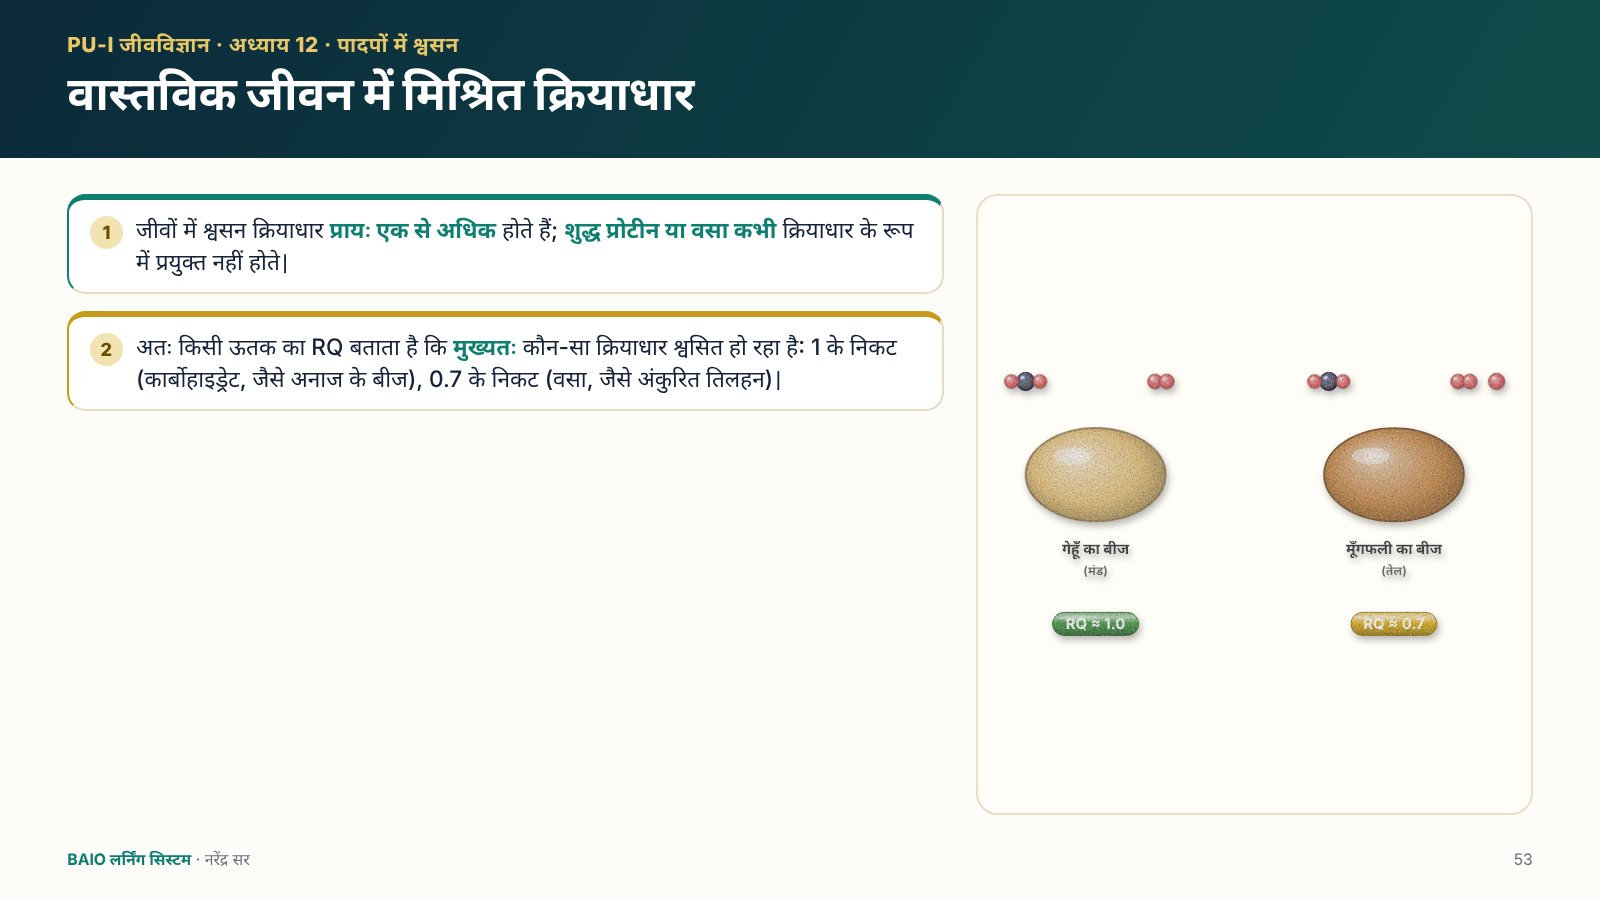 PU-I जीवविज्ञान · अध्याय 12 · पादपों में श्वसन
वास्तविक जीवन में मिश्रित क्रियाधार
1
जीवों में श्वसन क्रियाधार प्रायः एक से अधिक होते हैं; शुद्ध प्रोटीन या वसा कभी क्रियाधार के रूप
में प्रयुक्त नहीं होते|
2
अतः किसी ऊतक का RQ बताता है कि मुख्यतः कौन-सा क्रियाधार श्वसित हो रहा है: 1 के निकट
(कार्बोहाइड्रेट, जैसे अनाज के बीज), 0.7 के निकट (वसा, जैसे अंकुरित तिलहन)|
गेहूँ का बीज
(मंड)
RQ ≈ 1.0
मूँगफली का बीज
(तेल)
RQ ≈ 0.7
BAIO लर्निंग सिस्टम · नरेंद्र सर
53